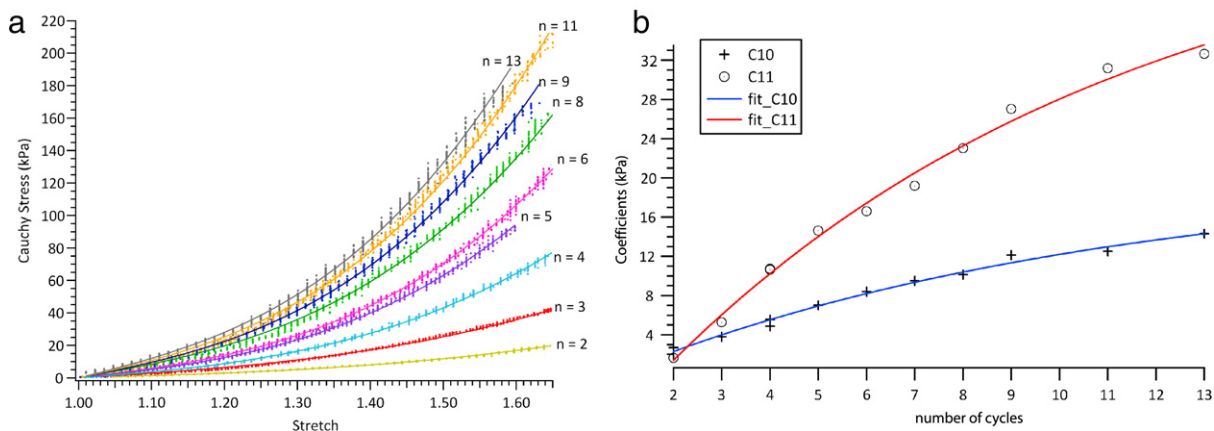 a
220
200
180
160
140
120
100
80
60
40
20
0
Cauchy Stress (kPa)
1.00 1.10 1.20 1.30 1.40 1.50 1.60
Stretch
n = 11
n = 13
n = 9
n = 8
n = 6
n = 5
n = 4
n = 3
n = 2
b
32
28
24
20
16
12
8
4
Coefficients (kPa)
C10
C11
fit_C10
fit_C11
2 3 4 5 6 7 8 9 10 11 12 13
number of cycles